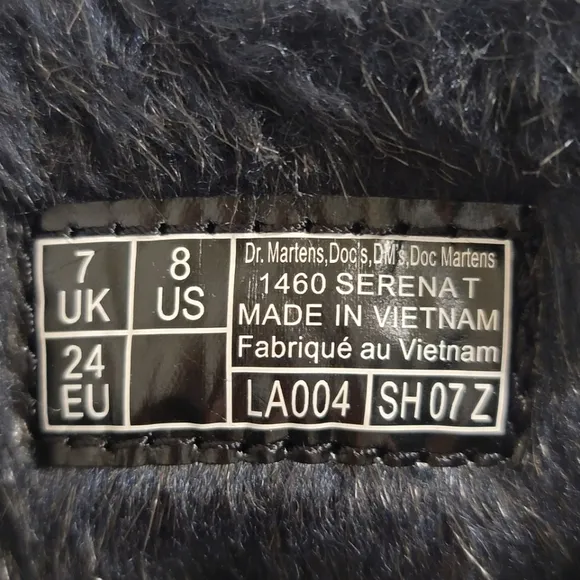 7
UK
8
US
24
EU
Dr. Martens,Doc's,DM's,Doc Martens
1460 SERENA T
MADE IN VIETNAM
Fabriqué au Vietnam
LA004
SH 07 Z